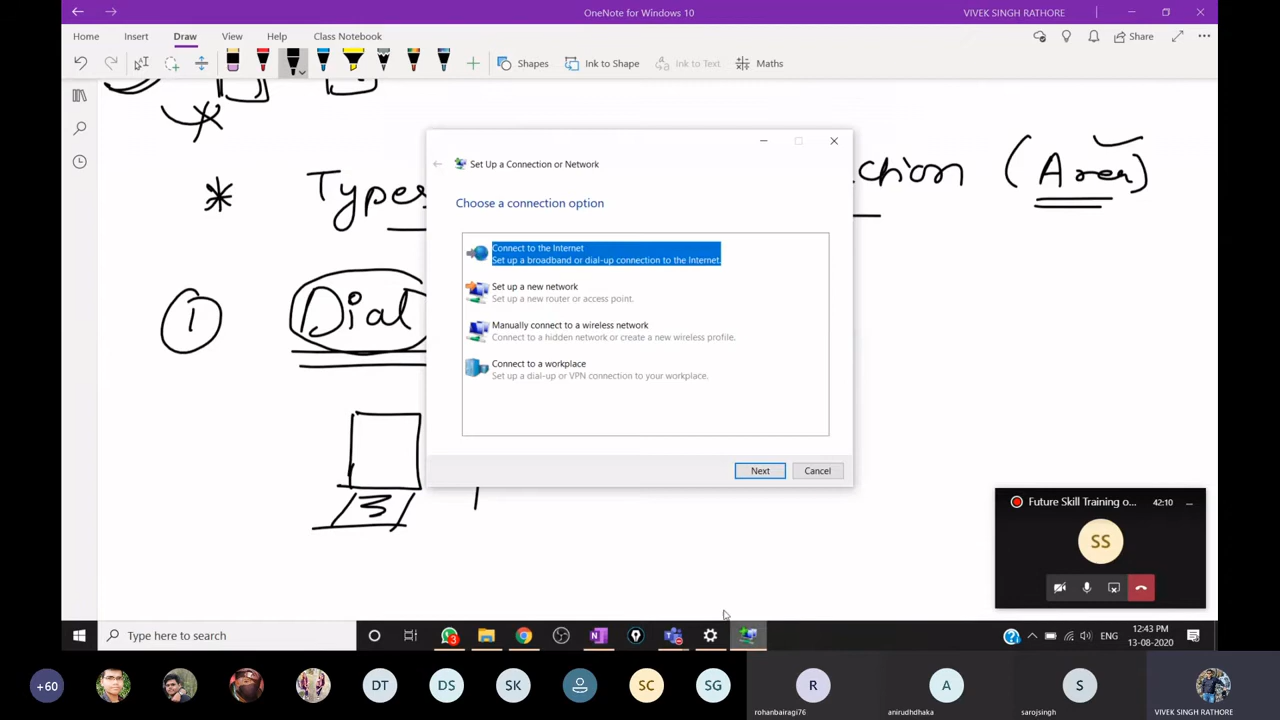 OneNote for Windows 10
VIVEK SINGH RATHORE
Home
Insert
Draw
View
Help
Class Notebook
Share
Shapes
Ink to Shape
Ink to Text
Maths
* Types
ction (Area)
Set Up a Connection or Network
Choose a connection option
Connect to the Internet
Set up a broadband or dial-up connection to the Internet.
Set up a new network
Set up a new router or access point.
Manually connect to a wireless network
Connect to a hidden network or create a new wireless profile.
Connect to a workplace
Set up a dial-up or VPN connection to your workplace.
Next
Cancel
① Dial
Future Skill Training o...
42:10
SS
Type here to search
3
ENG
12:43 PM
13-08-2020
+60
DT
DS
SK
SC
SG
R
rohanbairagi76
A
anirudhdhaka
S
sarojsingh
VIVEK SINGH RATHORE